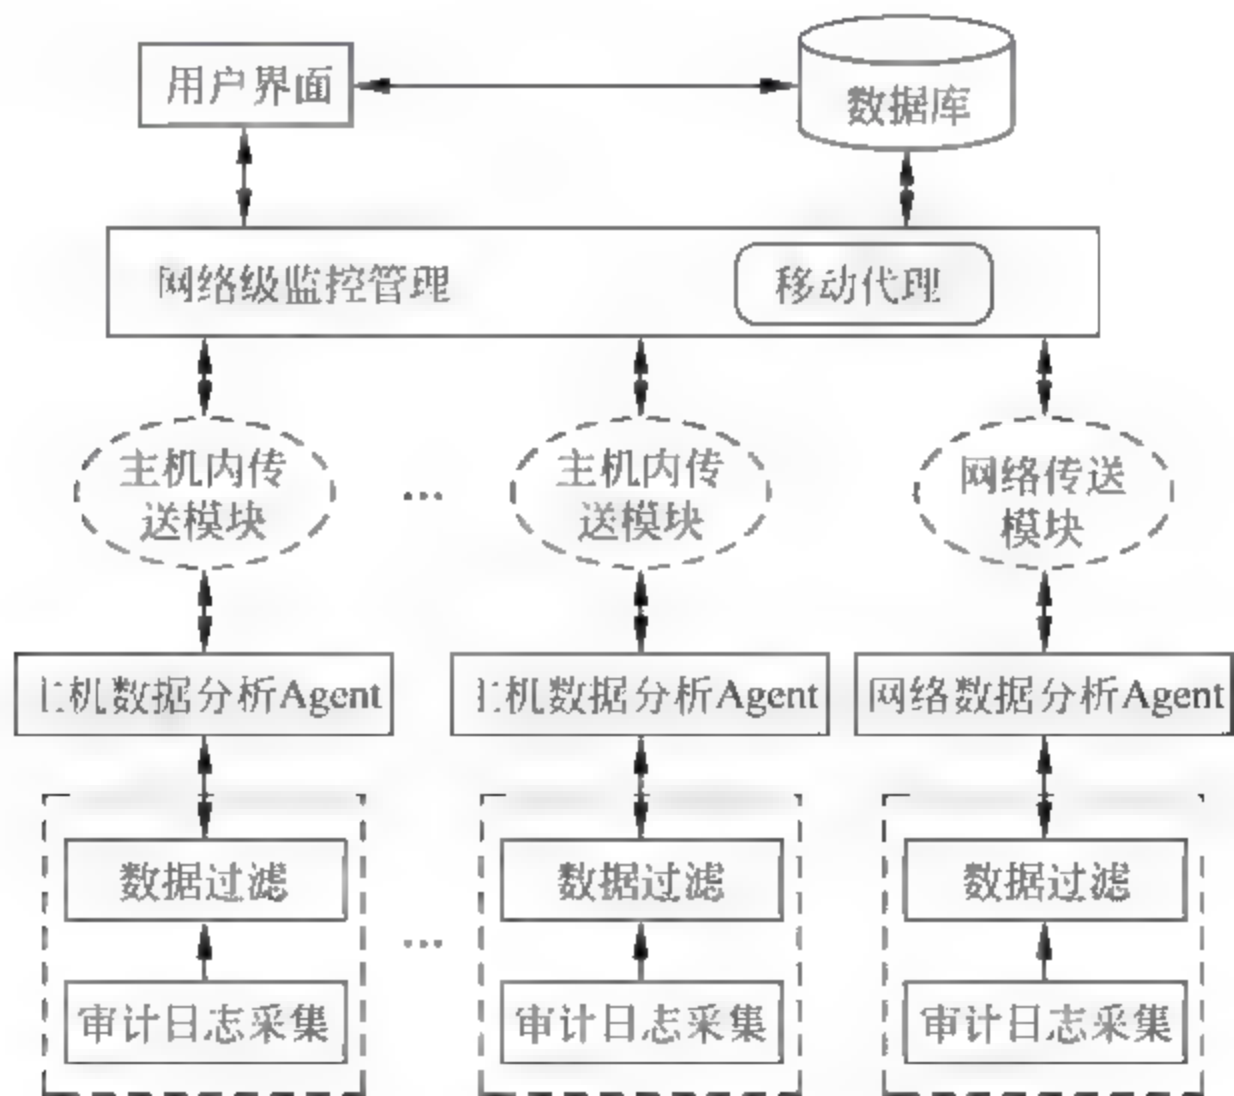 用户界面
数据库
网络级监控管理
移动代理
主机内传
送模块
…
主机内传
送模块
网络传送
模块
主机数据分析Agent
主机数据分析Agent
网络数据分析Agent
数据过滤
数据过滤
数据过滤
…
审计日志采集
审计日志采集
审计日志采集